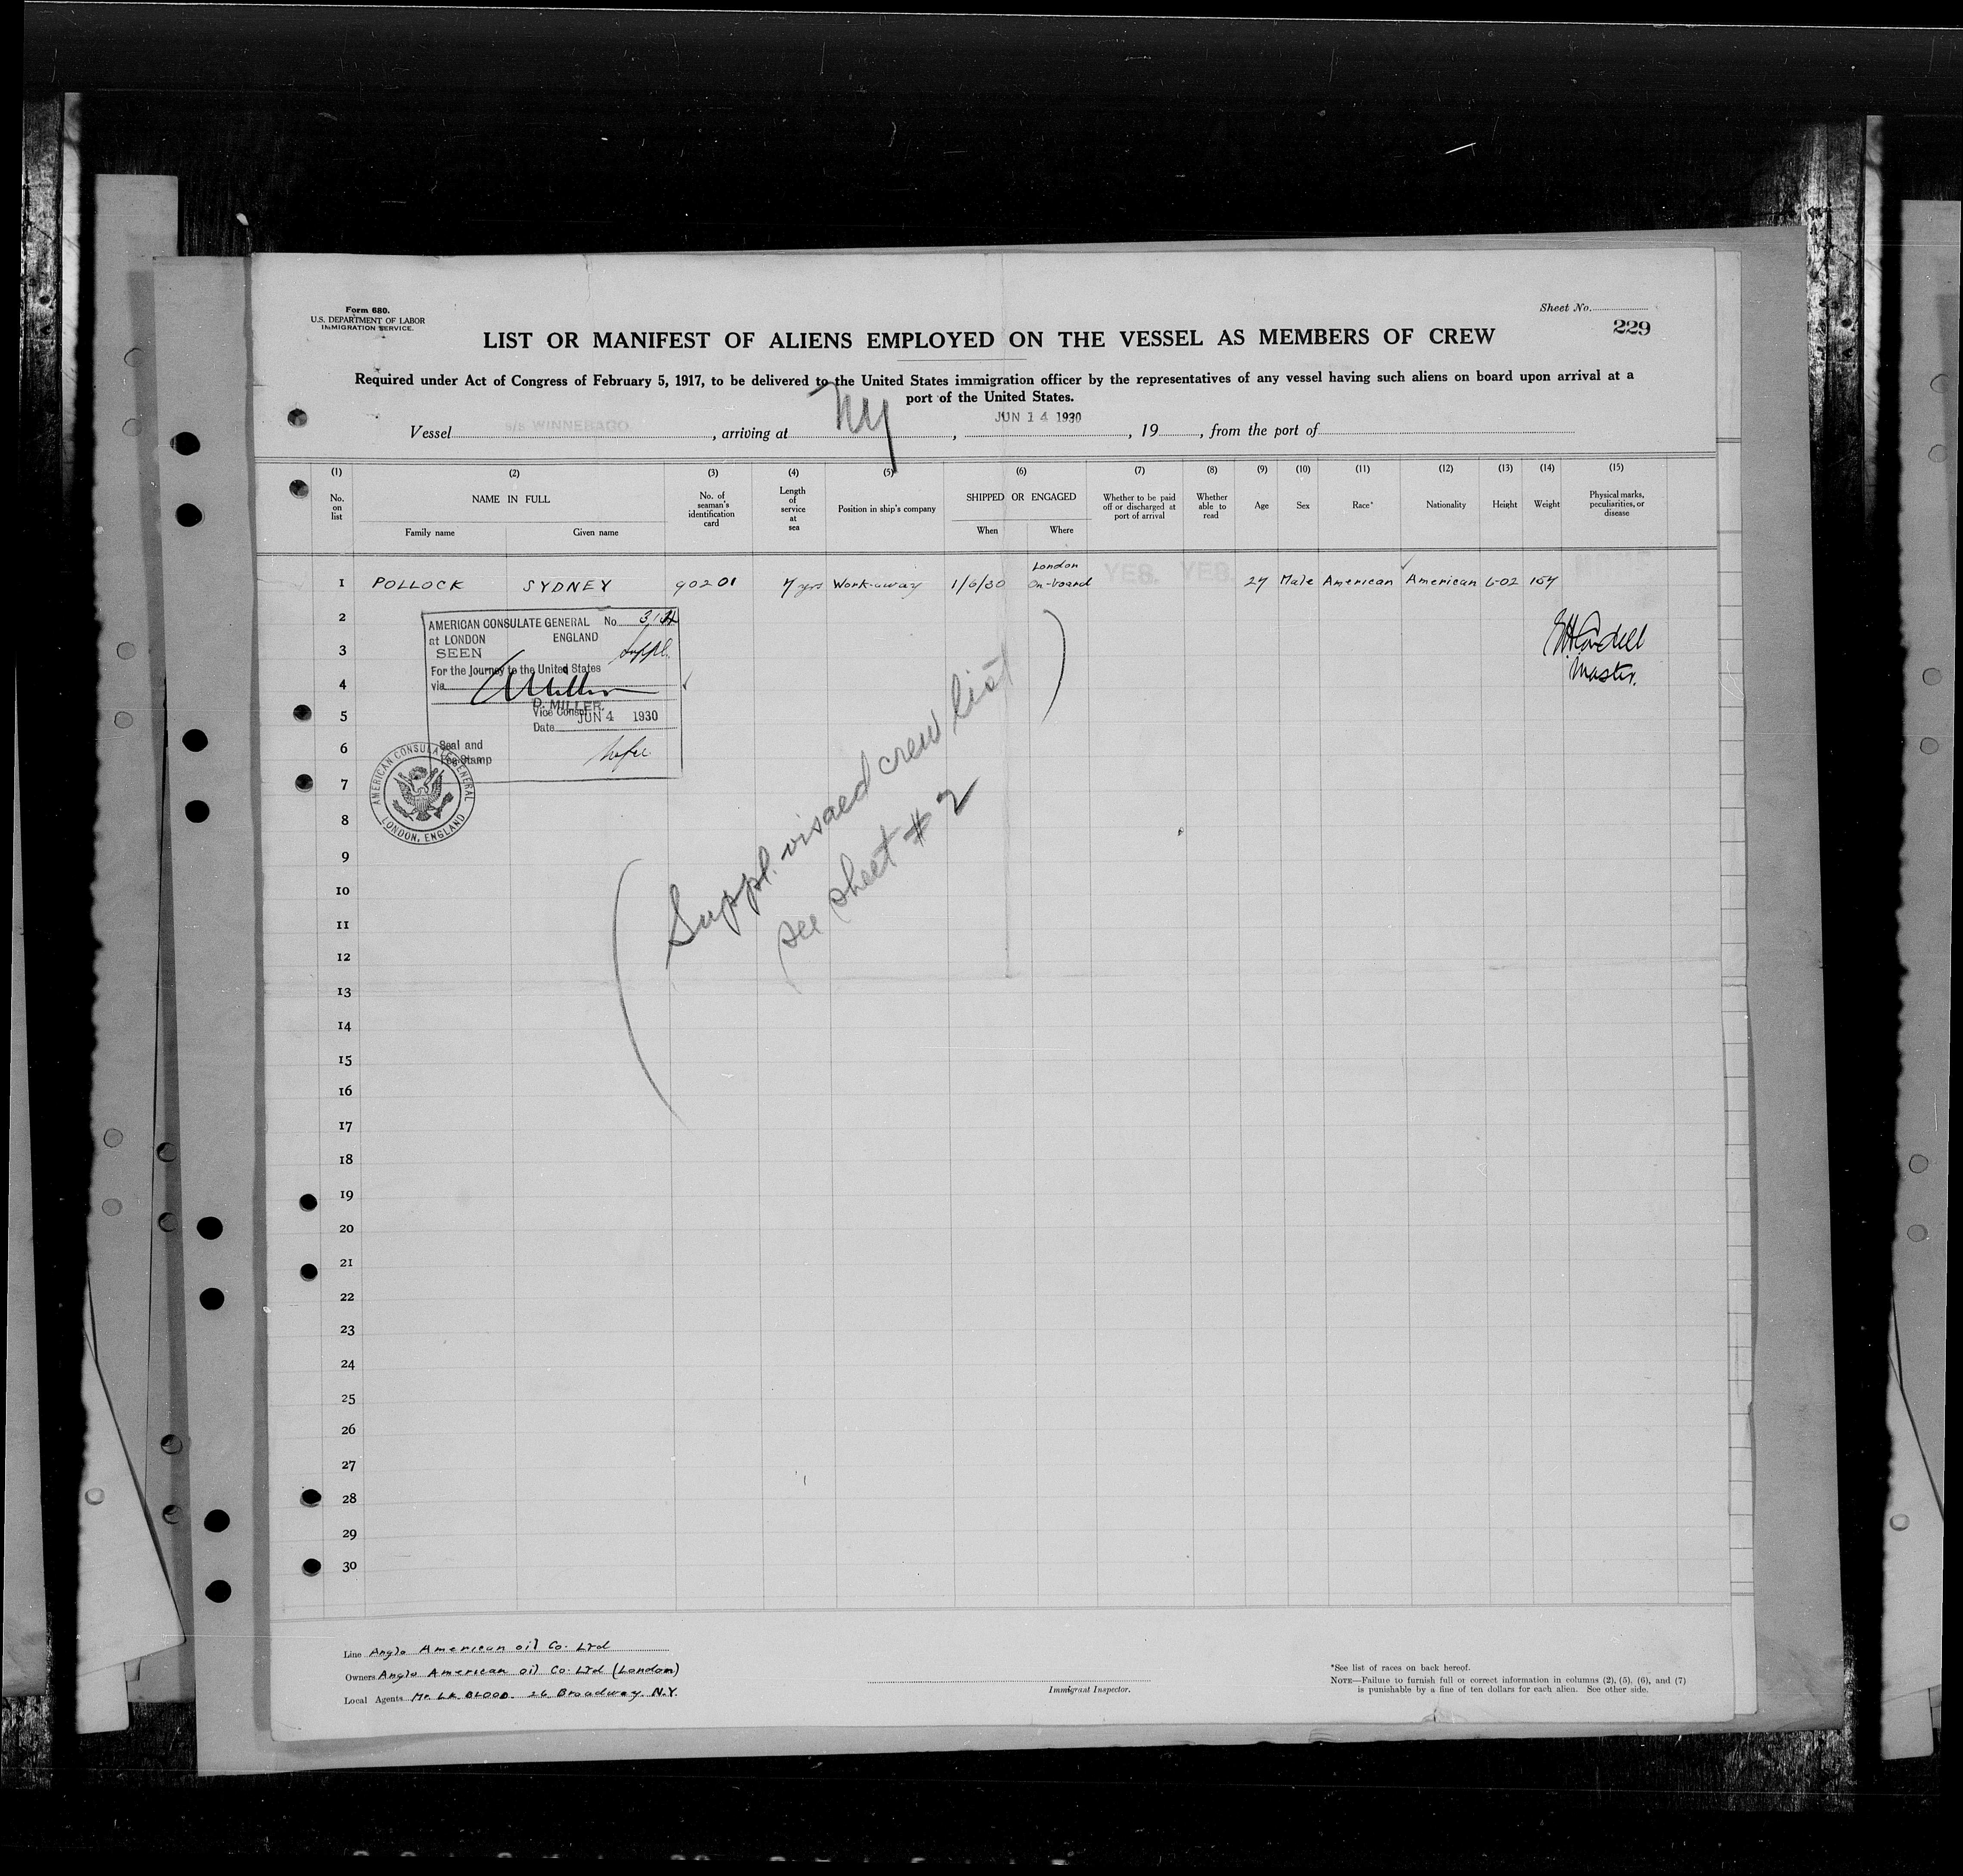 Form 680.
U.S. DEPARTMENT OF LABOR
IMMIGRATION SERVICE.
Sheet No.
229
LIST OR MANIFEST OF ALIENS EMPLOYED ON THE VESSEL AS MEMBERS OF CREW
Required under Act of Congress of February 5, 1917, to be delivered to the United States immigration officer by the representatives of any vessel having such aliens on board upon arrival at a
port of the United States.
Vessel S/S WINNEBAGO, arriving at NY, JUN 14 1930, 19, from the port of
(1) (2) (3) (4) (5) (6) (7) (8) (9) (10) (11) (12) (13) (14) (15)
No. on list
NAME IN FULL
Family name
Given name
No. of seaman's identification card
Length of service at sea
Position in ship's company
SHIPPED OR ENGAGED
When
Where
Whether to be paid off or discharged at port of arrival
Whether able to read
Age
Sex
Race*
Nationality
Height
Weight
Physical marks, peculiarities, or disease
1 POLLOCK SYDNEY 90201 7 yrs Work-away 1/6/30 London On-board YES. YES. 27 Male American American 6-02 157
2
3
4
5
6
7
8
9
10
11
12
13
14
15
16
17
18
19
20
21
22
23
24
25
26
27
28
29
30
AMERICAN CONSULATE GENERAL No.
at LONDON ENGLAND
SEEN Suppl.
For the Journey to the United States
via
D. MILLER.
Vice Consul
Date JUN 4 1930
Seal and
Fee Stamp
AMERICAN CONSULATE GENERAL
LONDON, ENGLAND
Master.
(Suppl. visaed crew list)
see sheet # 2
Line Anglo American oil Co. Ltd
Owners Anglo American oil Co. Ltd (London)
Local Agents Mr. L.K. BLOOD. 26 Broadway. N.Y.
Immigrant Inspector.
*See list of races on back hereof.
NOTE—Failure to furnish full or correct information in columns (2), (5), (6), and (7)
is punishable by a fine of ten dollars for each alien. See other side.